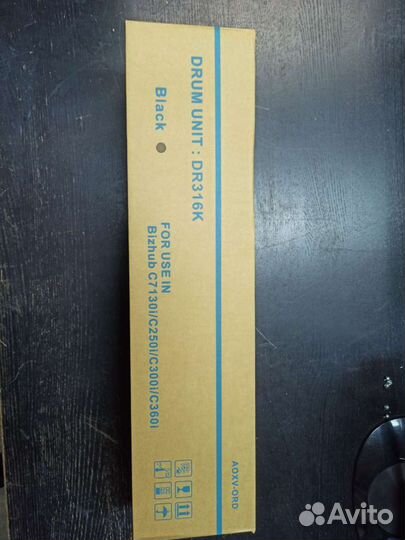 DRUM UNIT : DR316K
Black
FOR USE IN
Bizhub C7130i/C250i/C300i/C360i
AOXV-ORD
Avito